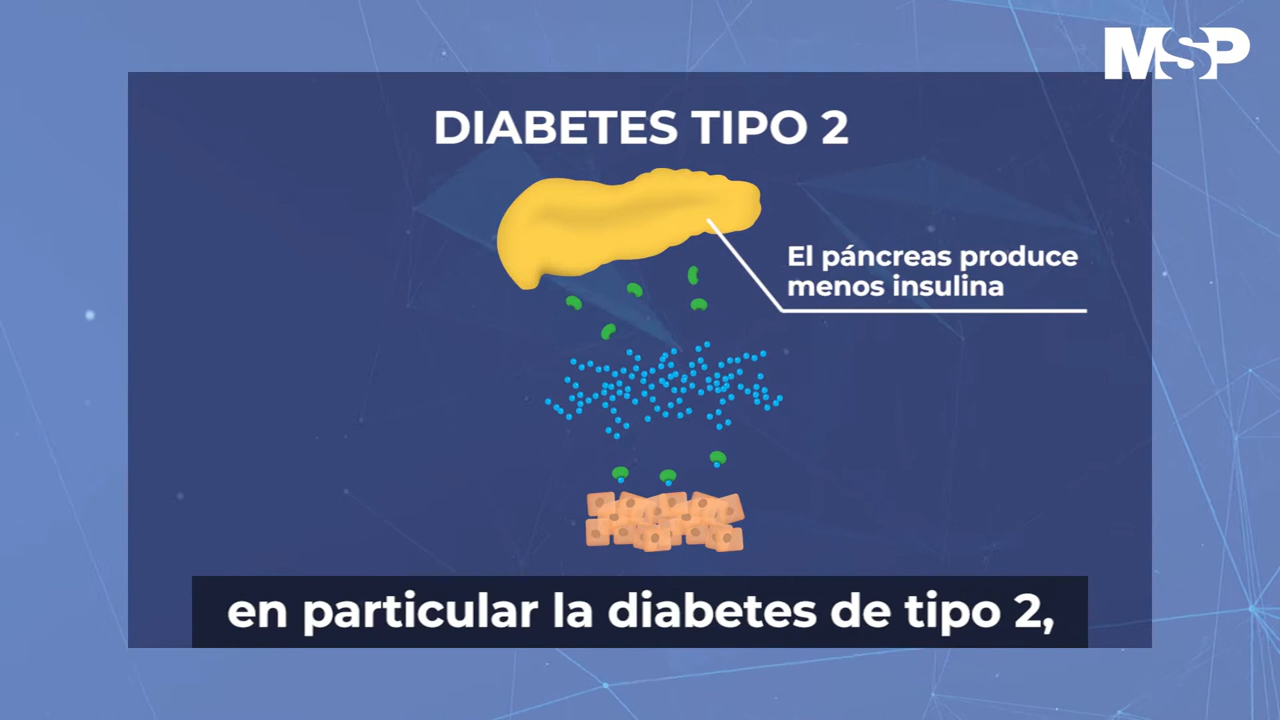 MSP
DIABETES TIPO 2
El páncreas produce
menos insulina
en particular la diabetes de tipo 2,